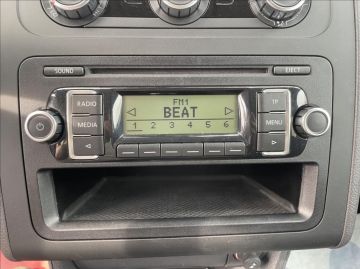 SOUND
EJECT
RADIO
MEDIA
FM1
BEAT
1 2 3 4 5 6
TP
MENU